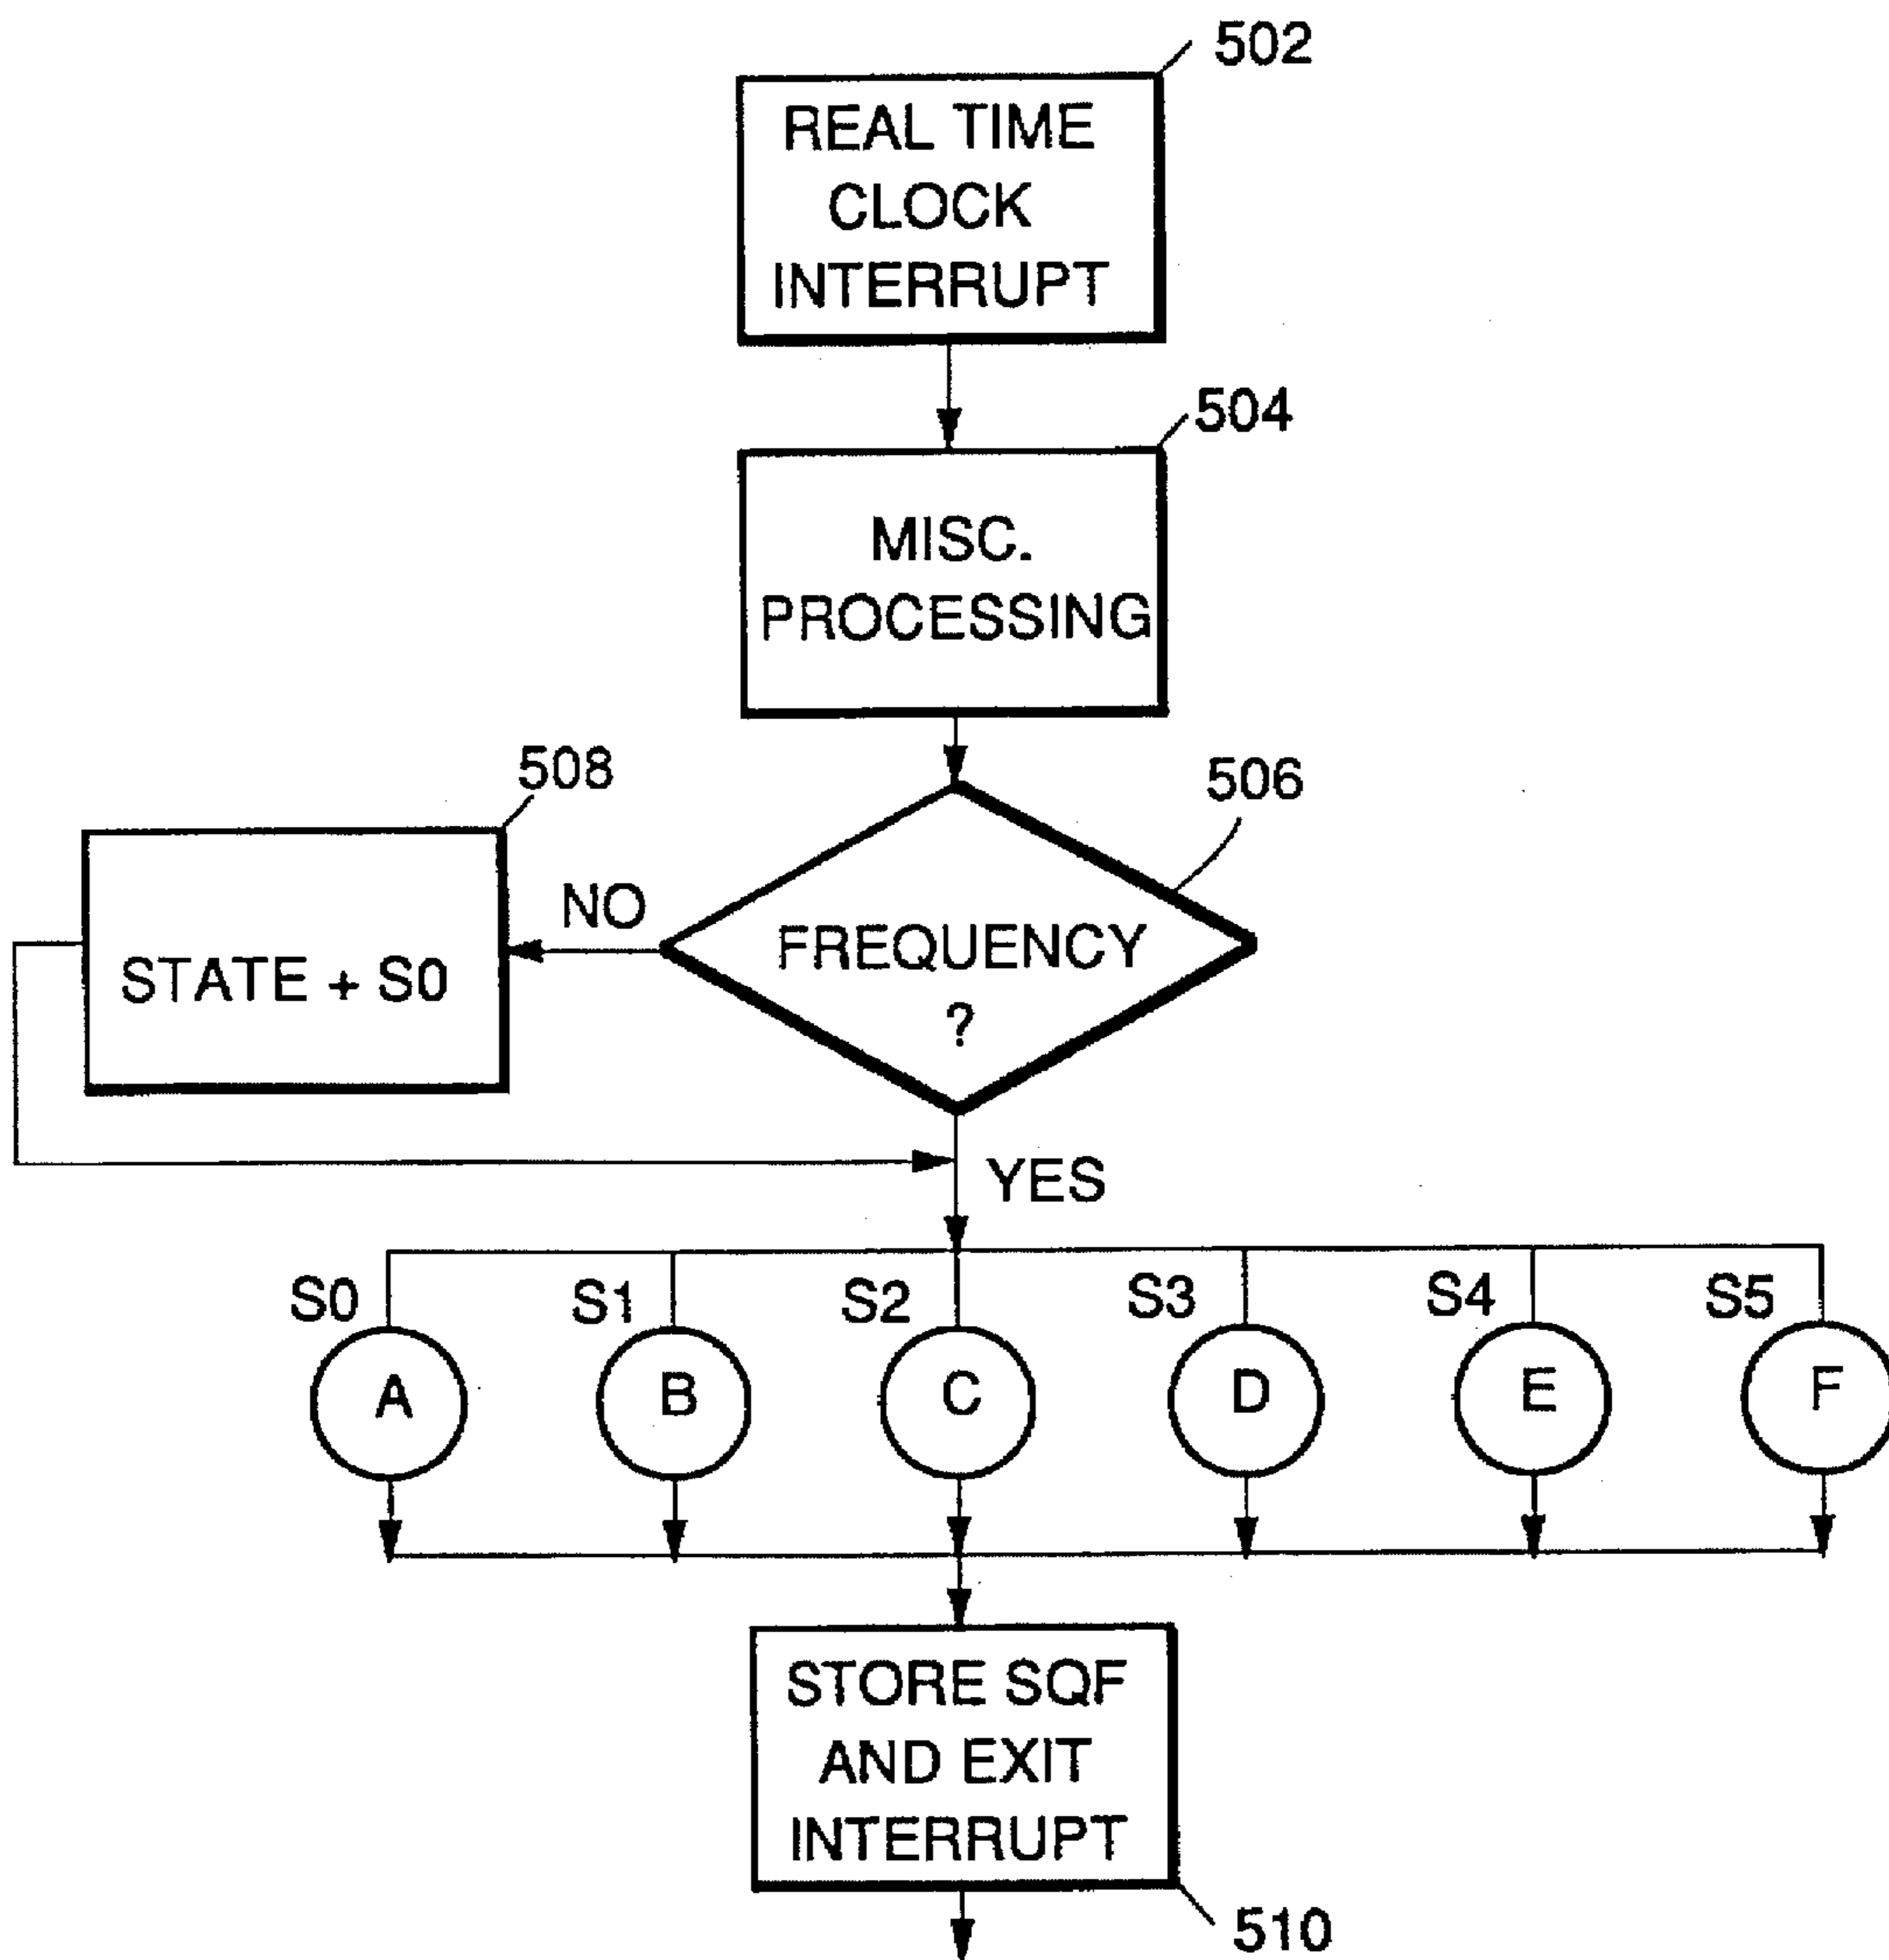 502
REAL TIME
CLOCK
INTERRUPT
504
MISC.
PROCESSING
508
506
STATE + S0
NO
FREQUENCY
?
YES
S0
S1
S2
S3
S4
S5
A
B
C
D
E
F
STORE SQF
AND EXIT
INTERRUPT
510